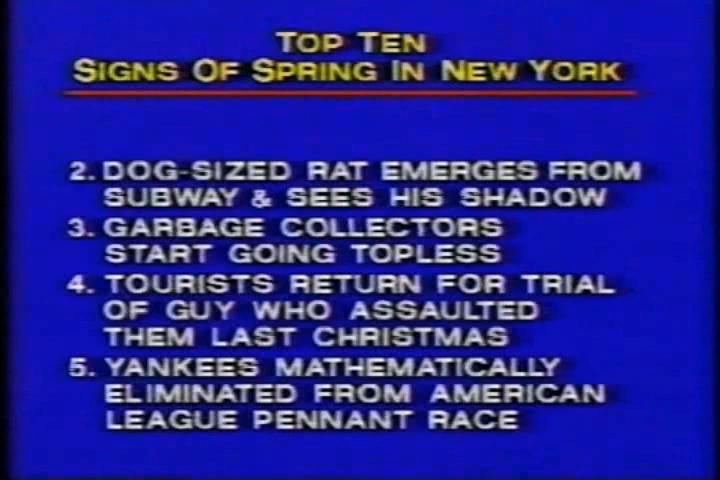 TOP TEN
SIGNS OF SPRING IN NEW YORK
2. DOG-SIZED RAT EMERGES FROM
SUBWAY & SEES HIS SHADOW
3. GARBAGE COLLECTORS
START GOING TOPLESS
4. TOURISTS RETURN FOR TRIAL
OF GUY WHO ASSAULTED
THEM LAST CHRISTMAS
5. YANKEES MATHEMATICALLY
ELIMINATED FROM AMERICAN
LEAGUE PENNANT RACE